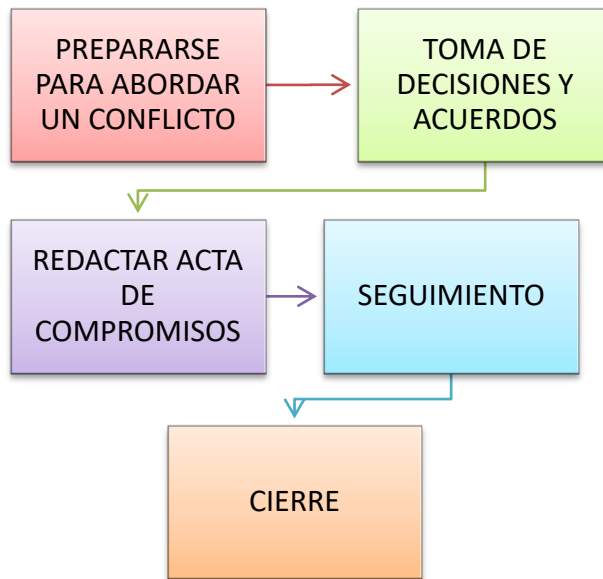 PREPARARSE
PARA ABORDAR
UN CONFLICTO
TOMA DE
DECISIONES Y
ACUERDOS
REDACTAR ACTA
DE
COMPROMISOS
SEGUIMIENTO
CIERRE